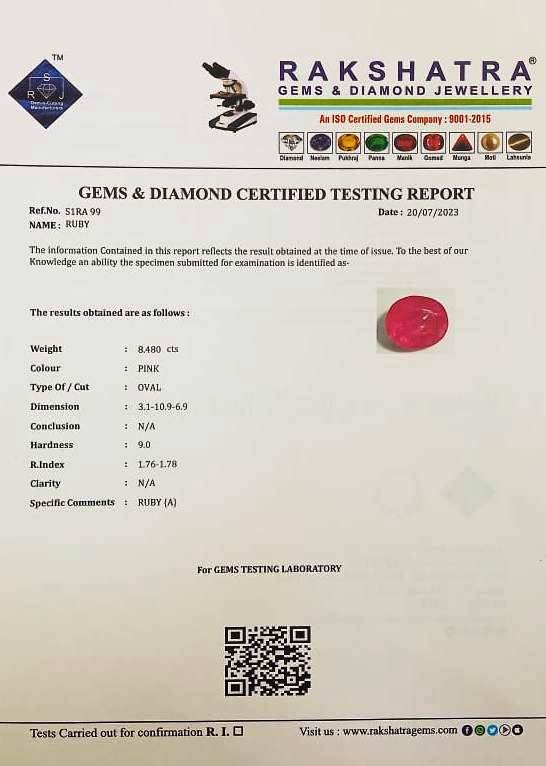 TM
S
R J
Gems-Cutting
Manufacturers
RAKSHATRA®
GEMS & DIAMOND JEWELLERY
An ISO Certified Gems Company : 9001-2015
Diamond Neelam Pukhraj Panna Manik Gomed Munga Moti Lahsunia
GEMS & DIAMOND CERTIFIED TESTING REPORT
Ref.No. S1RA 99 Date : 20/07/2023
NAME : RUBY
The information Contained in this report reflects the result obtained at the time of issue. To the best of our
Knowledge an ability the specimen submitted for examination is identified as-
The results obtained are as follows :
Weight : 8.480 cts
Colour : PINK
Type Of / Cut : OVAL
Dimension : 3.1-10.9-6.9
Conclusion : N/A
Hardness : 9.0
R.Index : 1.76-1.78
Clarity : N/A
Specific Comments : RUBY (A)
For GEMS TESTING LABORATORY
Tests Carried out for confirmation R. I. ☐ Visit us : www.rakshatragems.com